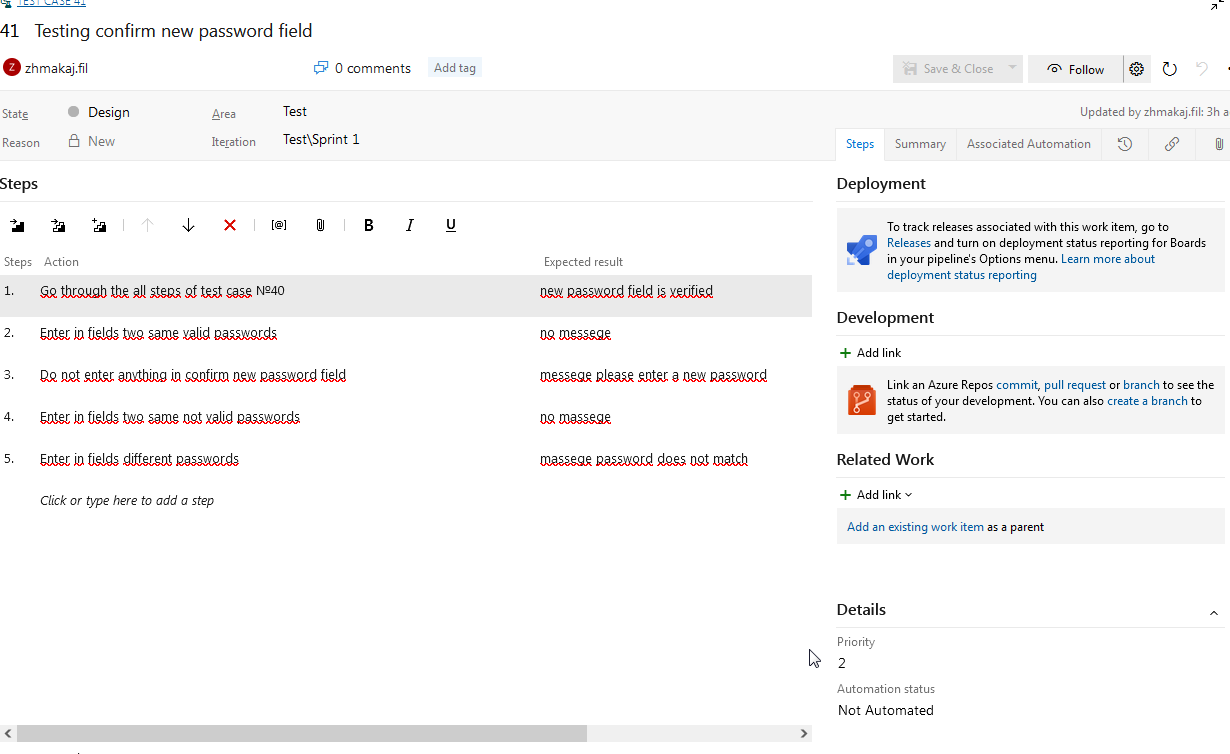 TEST CASE 41
41 Testing confirm new password field
Z zhmakaj.fil
0 comments
Add tag
Save & Close
Follow
State
Design
Area
Test
Updated by zhmakaj.fil: 3h a
Reason
New
Iteration
Test\Sprint 1
Steps
Summary
Associated Automation
Steps
B I U
Steps Action Expected result
1. Go through the all steps of test case №40 new password field is verified
2. Enter in fields two same valid passwords no messege
3. Do not enter anything in confirm new password field messege please enter a new password
4. Enter in fields two same not valid passwords no massege
5. Enter in fields different passwords massege password does not match
Click or type here to add a step
Deployment
To track releases associated with this work item, go to
Releases and turn on deployment status reporting for Boards
in your pipeline's Options menu. Learn more about
deployment status reporting
Development
+ Add link
Link an Azure Repos commit, pull request or branch to see the
status of your development. You can also create a branch to
get started.
Related Work
+ Add link
Add an existing work item as a parent
Details
Priority
2
Automation status
Not Automated